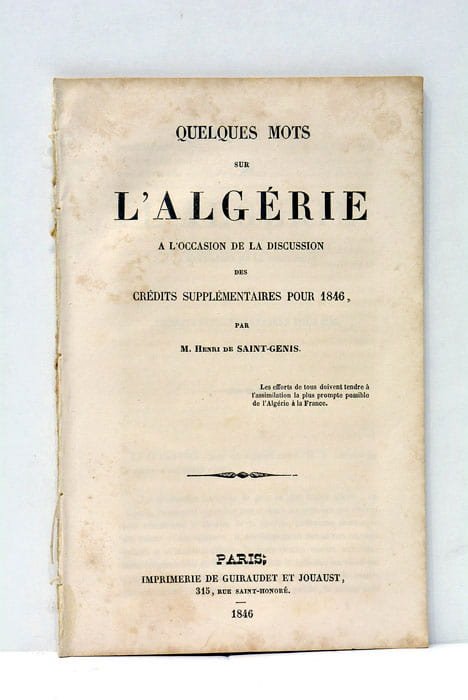 QUELQUES MOTS
SUR
L'ALGÉRIE
A L'OCCASION DE LA DISCUSSION
DES
CRÉDITS SUPPLÉMENTAIRES POUR 1846,
PAR
M. HENRI DE SAINT-GENIS.
Les efforts de tous doivent tendre à
l'assimilation la plus prompte possible
de l'Algérie à la France.
PARIS;
IMPRIMERIE DE GUIRAUDET ET JOUAUST,
315, RUE SAINT-HONORÉ.
1846